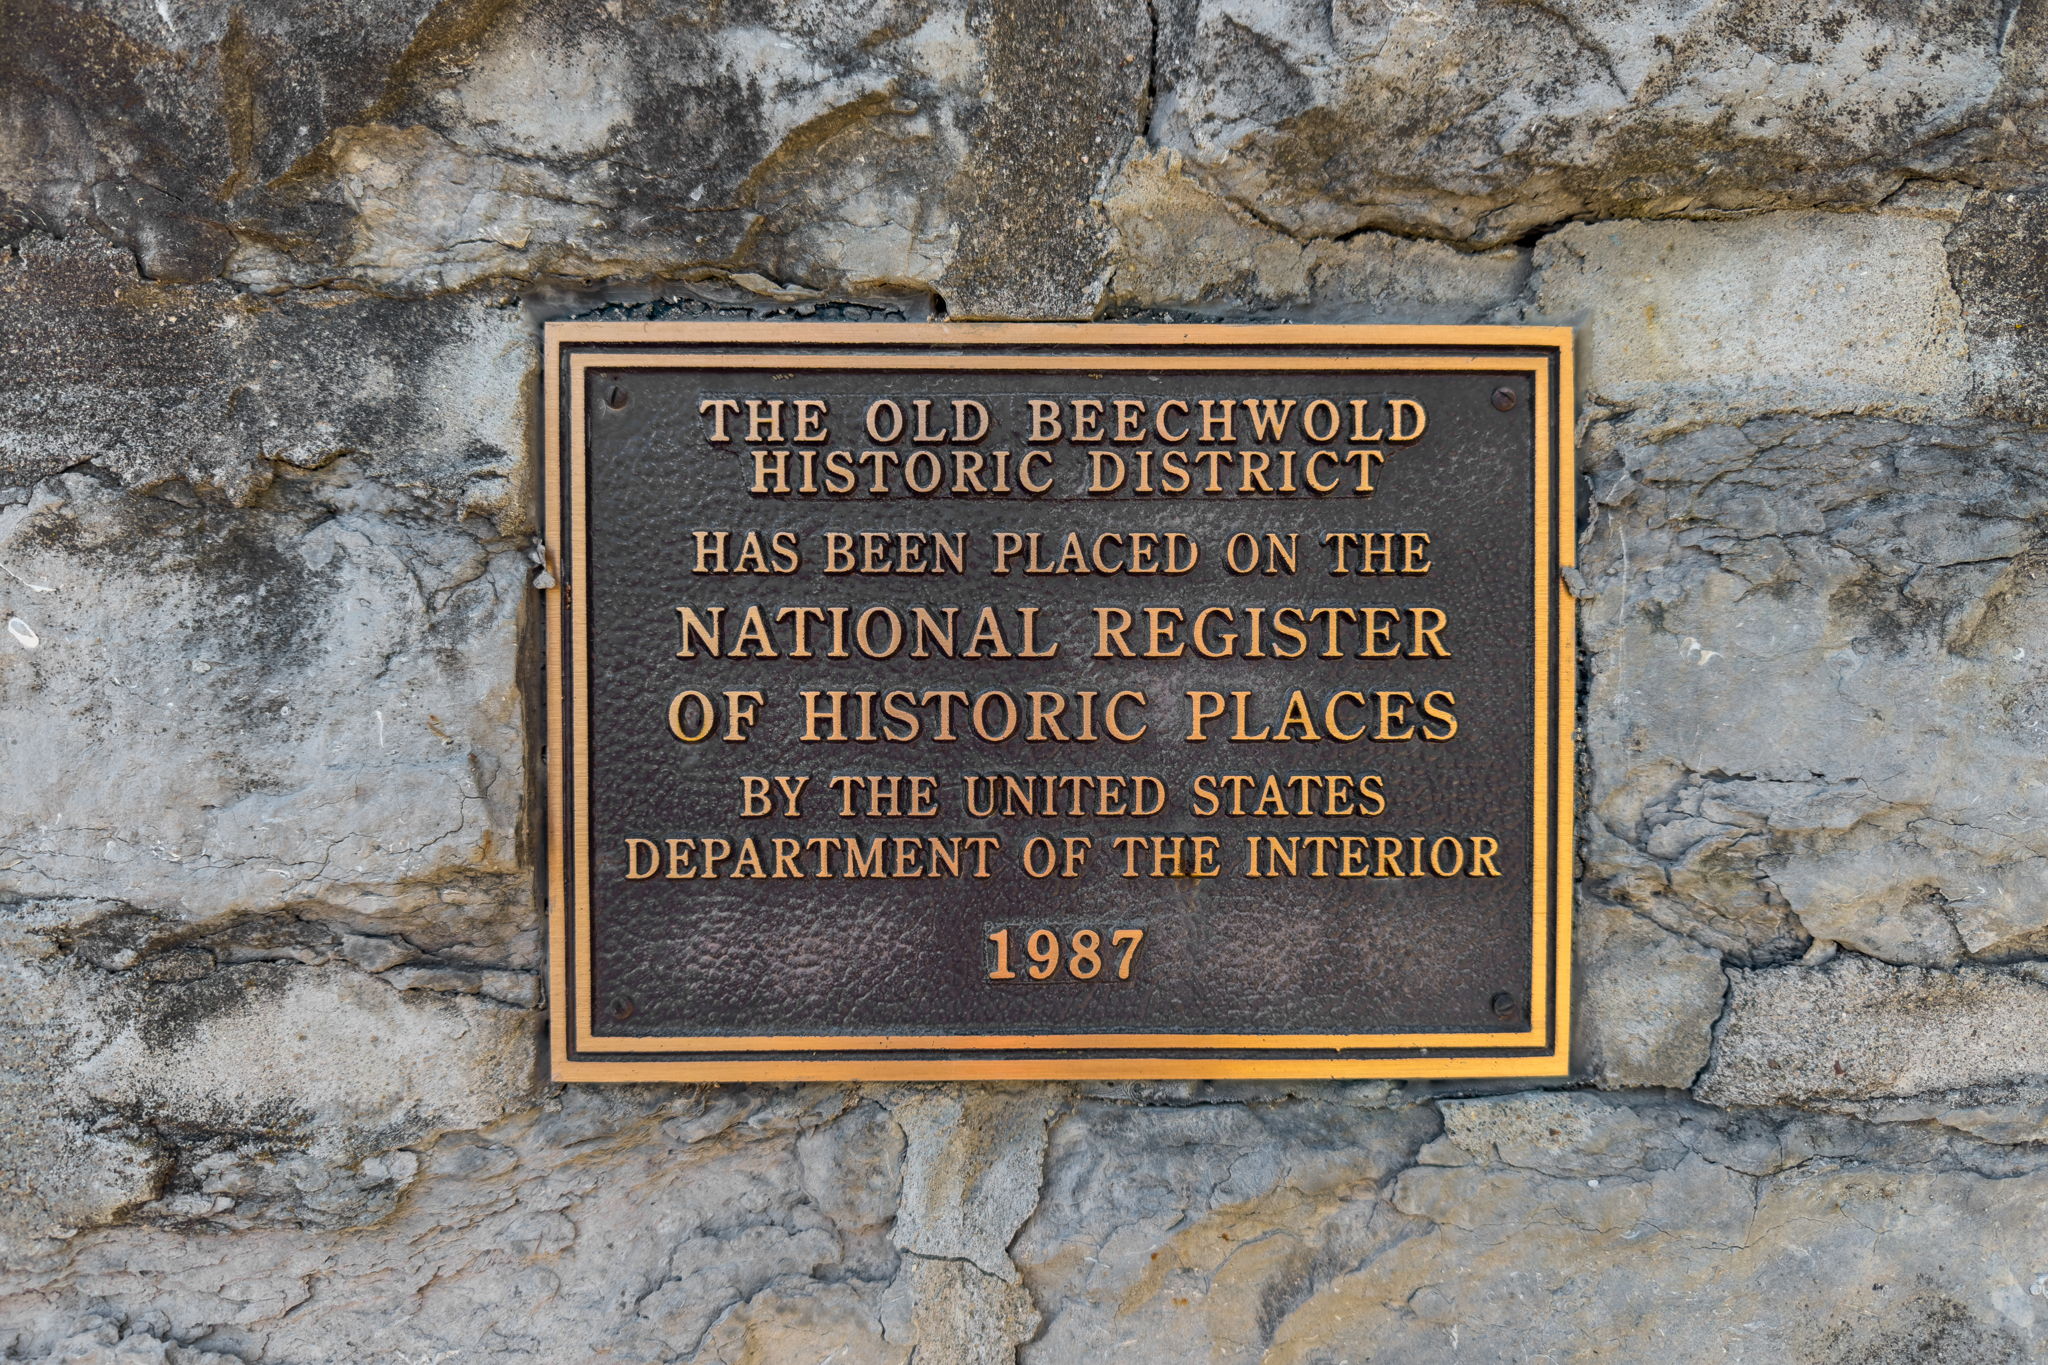 THE OLD BEECHWOLD
HISTORIC DISTRICT
HAS BEEN PLACED ON THE
NATIONAL REGISTER
OF HISTORIC PLACES
BY THE UNITED STATES
DEPARTMENT OF THE INTERIOR
1987